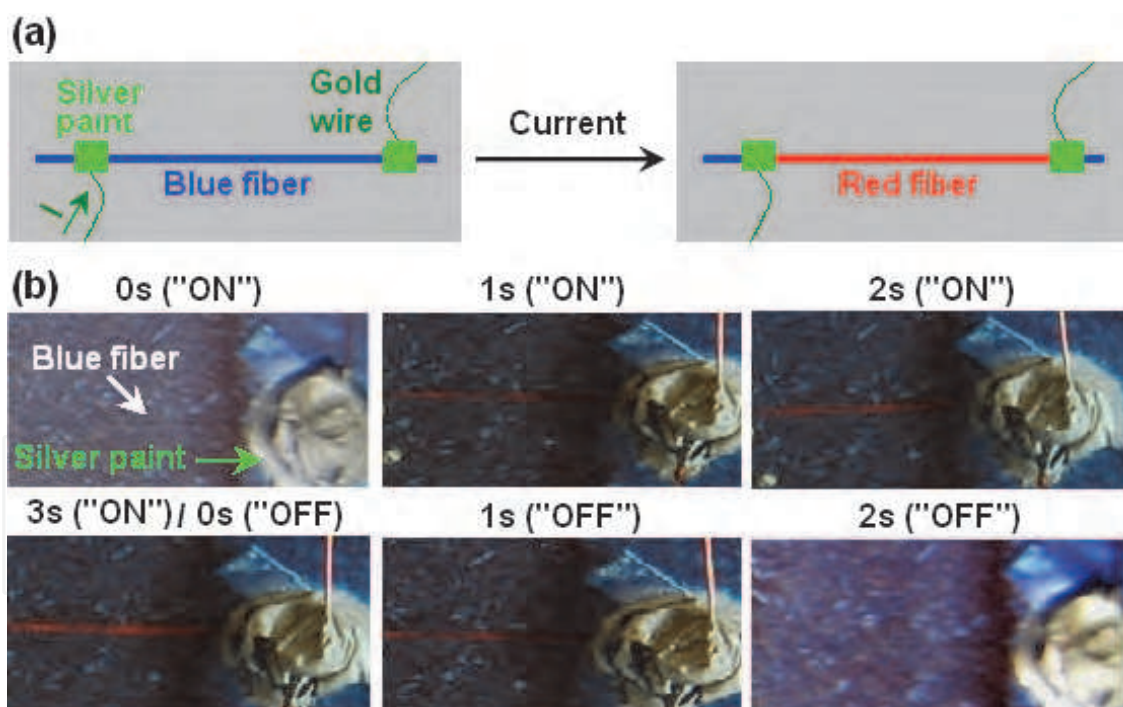 (a)
Silver
paint
Gold
wire
Blue fiber
I
Current
Red fiber
(b)
0s ("ON")
1s ("ON")
2s ("ON")
Blue fiber
Silver paint
3s ("ON") / 0s ("OFF)
1s ("OFF")
2s ("OFF")